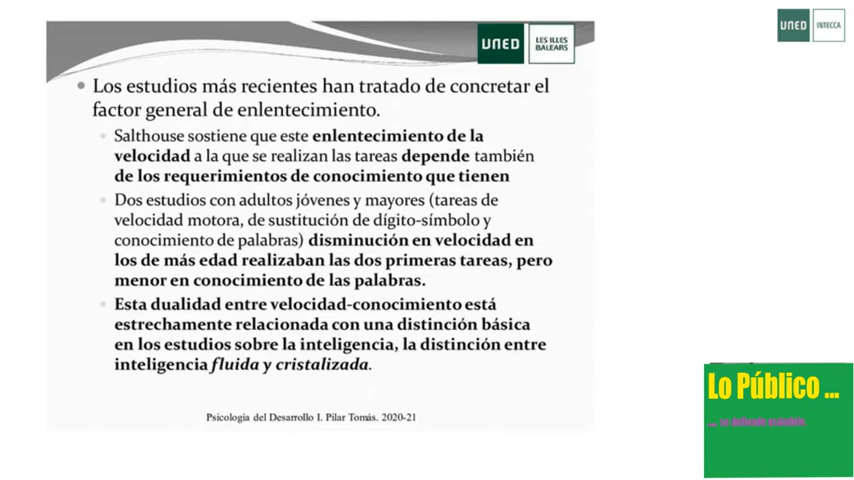 UNED
LES ILLES
BALEARS
UNED
INTECCA
Los estudios más recientes han tratado de concretar el
factor general de enlentecimiento.
Salthouse sostiene que este enlentecimiento de la
velocidad a la que se realizan las tareas depende también
de los requerimientos de conocimiento que tienen
Dos estudios con adultos jóvenes y mayores (tareas de
velocidad motora, de sustitución de dígito-símbolo y
conocimiento de palabras) disminución en velocidad en
los de más edad realizaban las dos primeras tareas, pero
menor en conocimiento de las palabras.
Esta dualidad entre velocidad-conocimiento está
estrechamente relacionada con una distinción básica
en los estudios sobre la inteligencia, la distinción entre
inteligencia fluida y cristalizada.
Psicología del Desarrollo I. Pilar Tomás. 2020-21
Lo Público ...